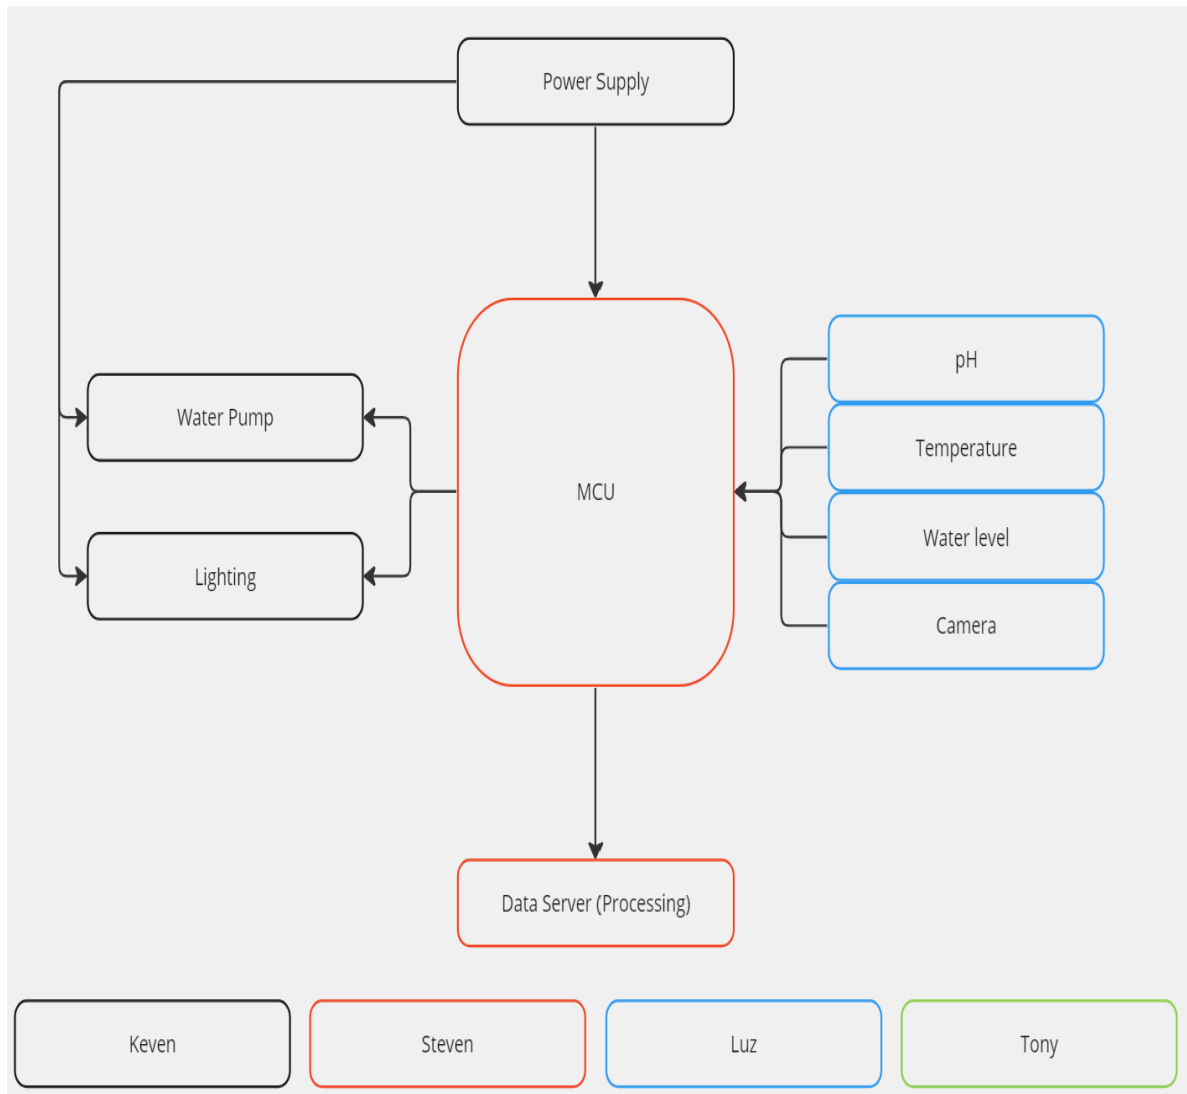 Power Supply
pH
Water Pump
Temperature
MCU
Water level
Lighting
Camera
Data Server (Processing)
Keven
Steven
Luz
Tony